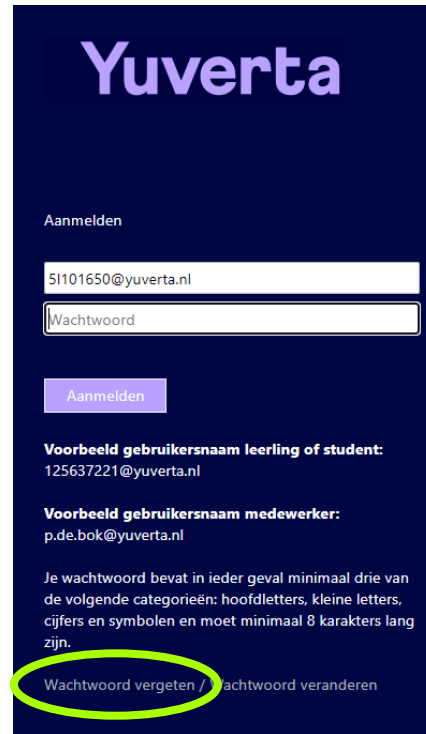 Yuverta
Aanmelden
5l101650@yuverta.nl
Wachtwoord
Aanmelden
Voorbeeld gebruikersnaam leerling of student:
125637221@yuverta.nl
Voorbeeld gebruikersnaam medewerker:
p.de.bok@yuverta.nl
Je wachtwoord bevat in ieder geval minimaal drie van
de volgende categorieën: hoofdletters, kleine letters,
cijfers en symbolen en moet minimaal 8 karakters lang
zijn.
Wachtwoord vergeten / Wachtwoord veranderen